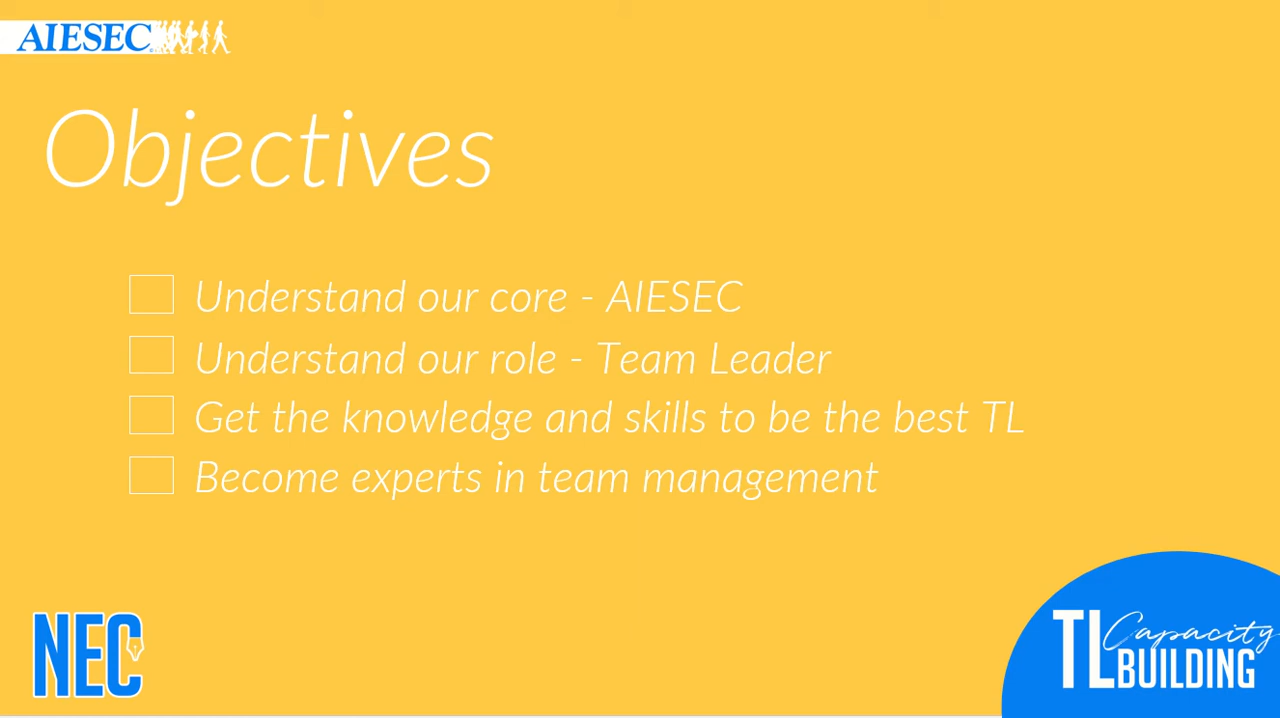 AIESEC
Objectives
Understand our core - AIESEC
Understand our role - Team Leader
Get the knowledge and skills to be the best TL
Become experts in team management
NEC
TL Capacity
BUILDING